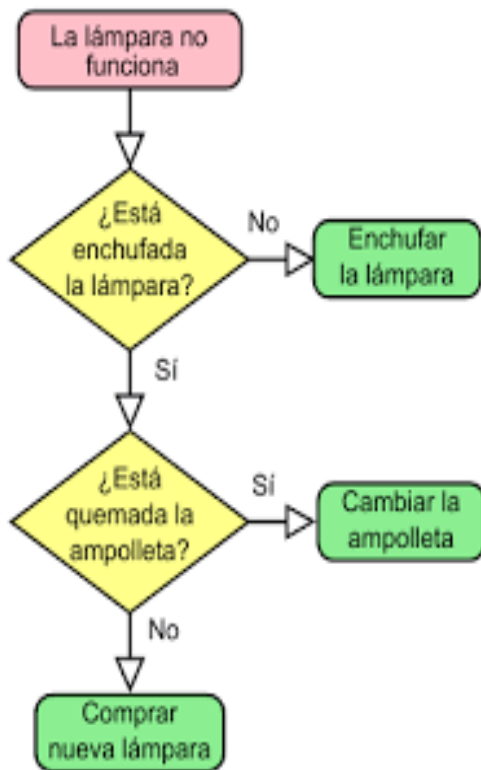 La lámpara no
funciona
¿Está
enchufada
la lámpara?
No
Enchufar
la lámpara
Sí
¿Está
quemada la
ampolleta?
Sí
Cambiar la
ampolleta
No
Comprar
nueva lámpara